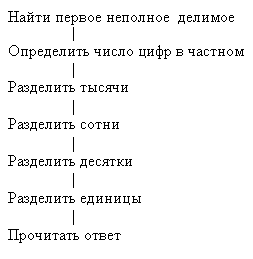 Найти первое неполное делимое
Определить число цифр в частном
Разделить тысячи
Разделить сотни
Разделить десятки
Разделить единицы
Прочитать ответ